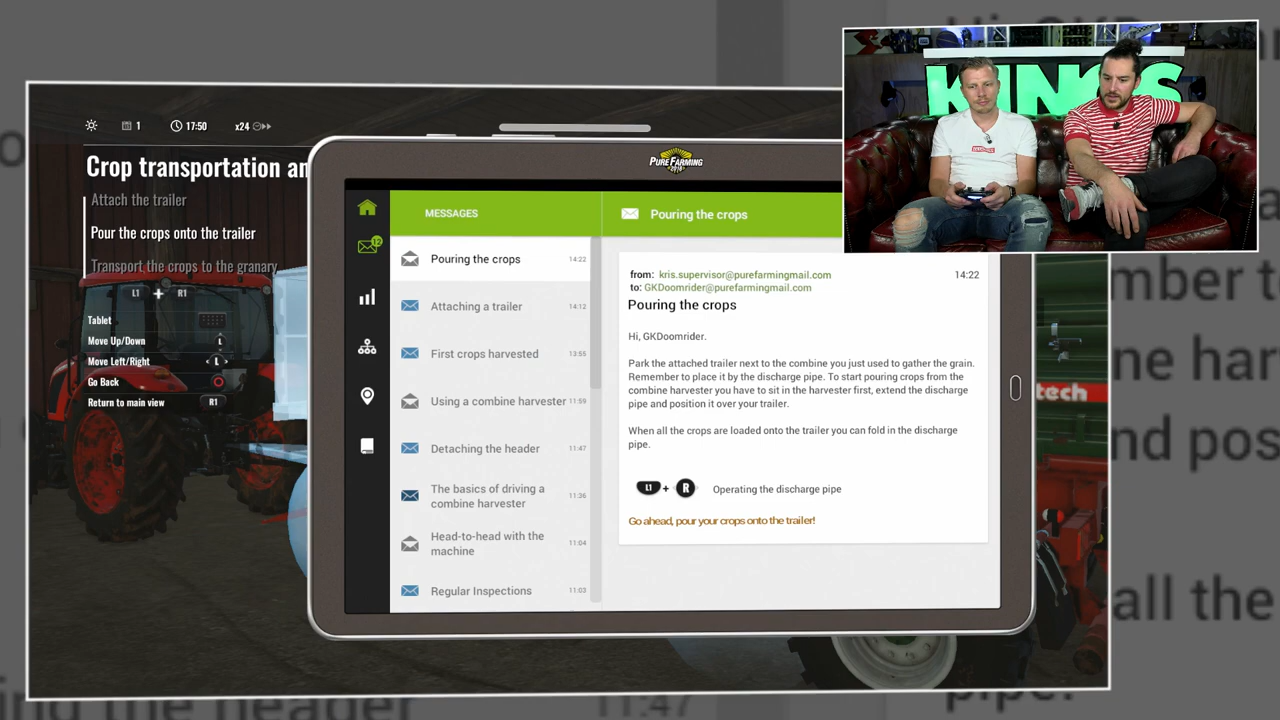 KINGS
1
17:50
x24
Crop transportation an
Attach the trailer
Pour the crops onto the trailer
Transport the crops to the granary
L1 + R1
Tablet
Move Up/Down L
Move Left/Right L
Go Back
Return to main view R1
PURE FARMING
2018
12
MESSAGES
Pouring the crops 14:22
Attaching a trailer 14:12
First crops harvested 13:55
Using a combine harvester 11:59
Detaching the header 11:47
The basics of driving a
combine harvester 11:36
Head-to-head with the
machine 11:04
Regular Inspections 11:03
Pouring the crops
from: kris.supervisor@purefarmingmail.com 14:22
to: GKDoomrider@purefarmingmail.com
Pouring the crops
Hi, GKDoomrider.
Park the attached trailer next to the combine you just used to gather the grain.
Remember to place it by the discharge pipe. To start pouring crops from the
combine harvester you have to sit in the harvester first, extend the discharge
pipe and position it over your trailer.
When all the crops are loaded onto the trailer you can fold in the discharge
pipe.
L1 + R Operating the discharge pipe
Go ahead, pour your crops onto the trailer!
tech
mber t
ne har
nd pos
all the
pipe.
ing the header
11:47